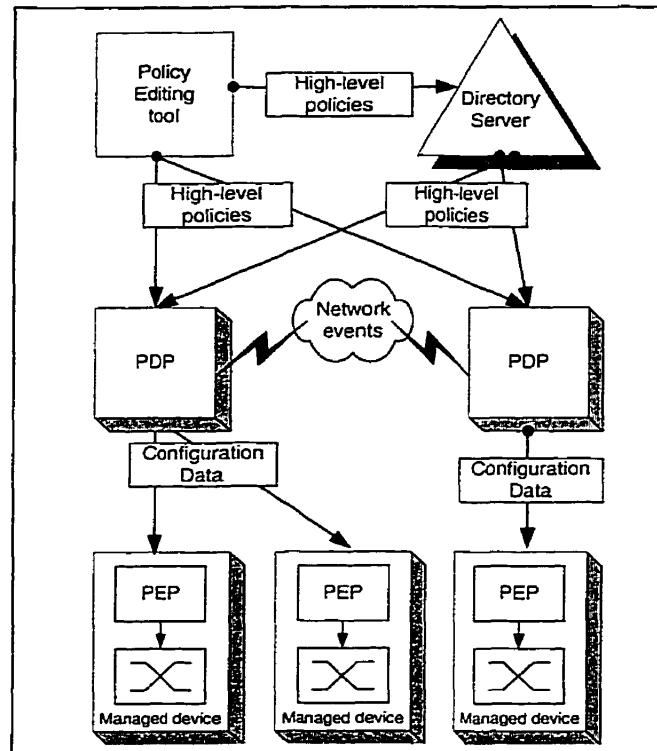 Policy
Editing
tool
High-level
policies
Directory
Server
High-level
policies
High-level
policies
Network
events
PDP
PDP
Configuration
Data
Configuration
Data
PEP
PEP
PEP
Managed device
Managed device
Managed device